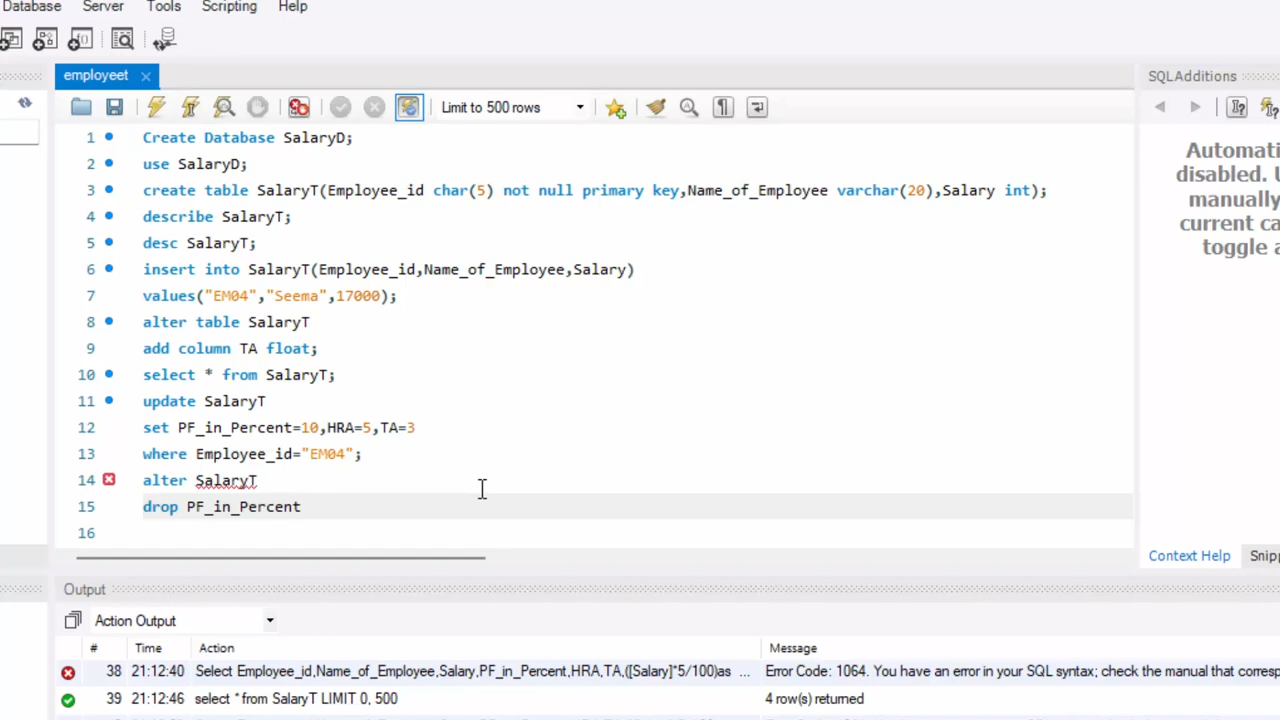 Database Server Tools Scripting Help
employeet
SQLAdditions
Limit to 500 rows
1 Create Database SalaryD;
2 use SalaryD;
3 create table SalaryT(Employee_id char(5) not null primary key,Name_of_Employee varchar(20),Salary int);
4 describe SalaryT;
5 desc SalaryT;
6 insert into SalaryT(Employee_id,Name_of_Employee,Salary)
7 values("EM04","Seema",17000);
8 alter table SalaryT
9 add column TA float;
10 select * from SalaryT;
11 update SalaryT
12 set PF_in_Percent=10,HRA=5,TA=3
13 where Employee_id="EM04";
14 alter SalaryT
15 drop PF_in_Percent
16
Automati
disabled. U
manually
current ca
toggle a
Context Help Snipp
Output
Action Output
# Time Action Message
38 21:12:40 Select Employee_id,Name_of_Employee,Salary,PF_in_Percent,HRA,TA,([Salary]*5/100)as ... Error Code: 1064. You have an error in your SQL syntax; check the manual that corresp
39 21:12:46 select * from SalaryT LIMIT 0, 500 4 row(s) returned